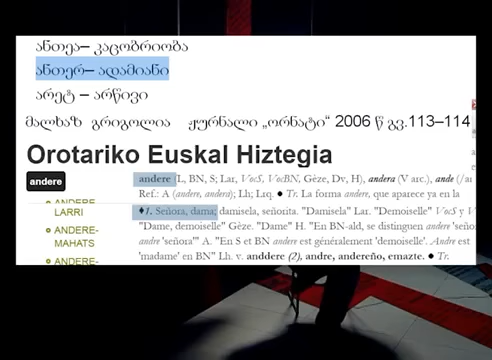 ანთეა– კაცობრიობა
ანთერ– ადამიანი
არეტ – არწივი
მალხაზ გრიგოლია ჟურნალი „ორნატი“ 2006 წ გვ.113–114
Orotariko Euskal Hiztegia
andere
andere (L, BN, S; Lar, VocS, VocBN, Gèze, Dv, H), andera (V arc.), ande
Ref.: A (andere, andera); Lh; Lrq. ● Tr. La forma andere, que aparece ya en la
ANDERE
LARRI
ANDERE-
MAHATS
ANDERE-
♦1. Señora, dama; damisela, señorita. "Damisela" Lar. "Demoiselle" VocS y V
"Dame, demoiselle" Gèze. "Dame" H. "En BN-ald, se distinguen andere 'seño
andre 'señora'" A. "En S et BN andere est généralement 'demoiselle'. Andre est
'madame' en BN" Lh. v. anddere (2), andre, andereño, emazte. ● Tr.